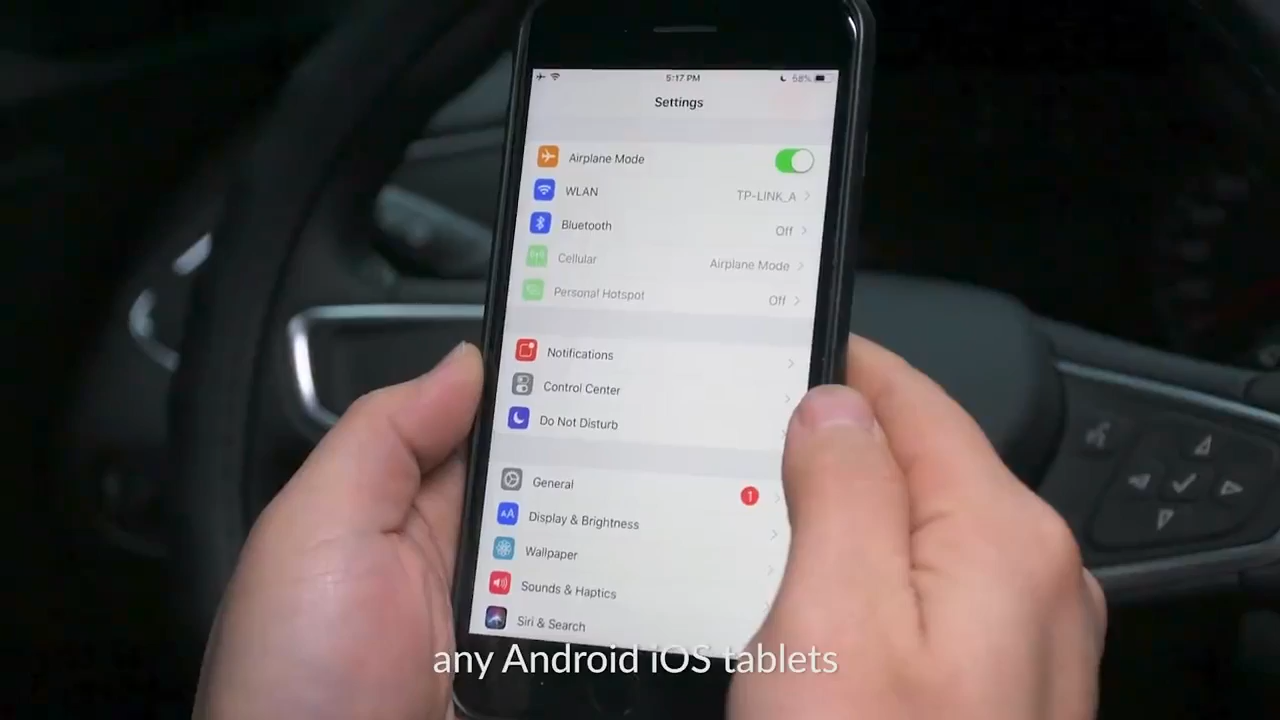 5:17 PM 58%
Settings
Airplane Mode
WLAN TP-LINK_A
Bluetooth Off
Cellular Airplane Mode
Personal Hotspot Off
Notifications
Control Center
Do Not Disturb
General 1
AA Display & Brightness
Wallpaper
Sounds & Haptics
Siri & Search
any Android iOS tablets